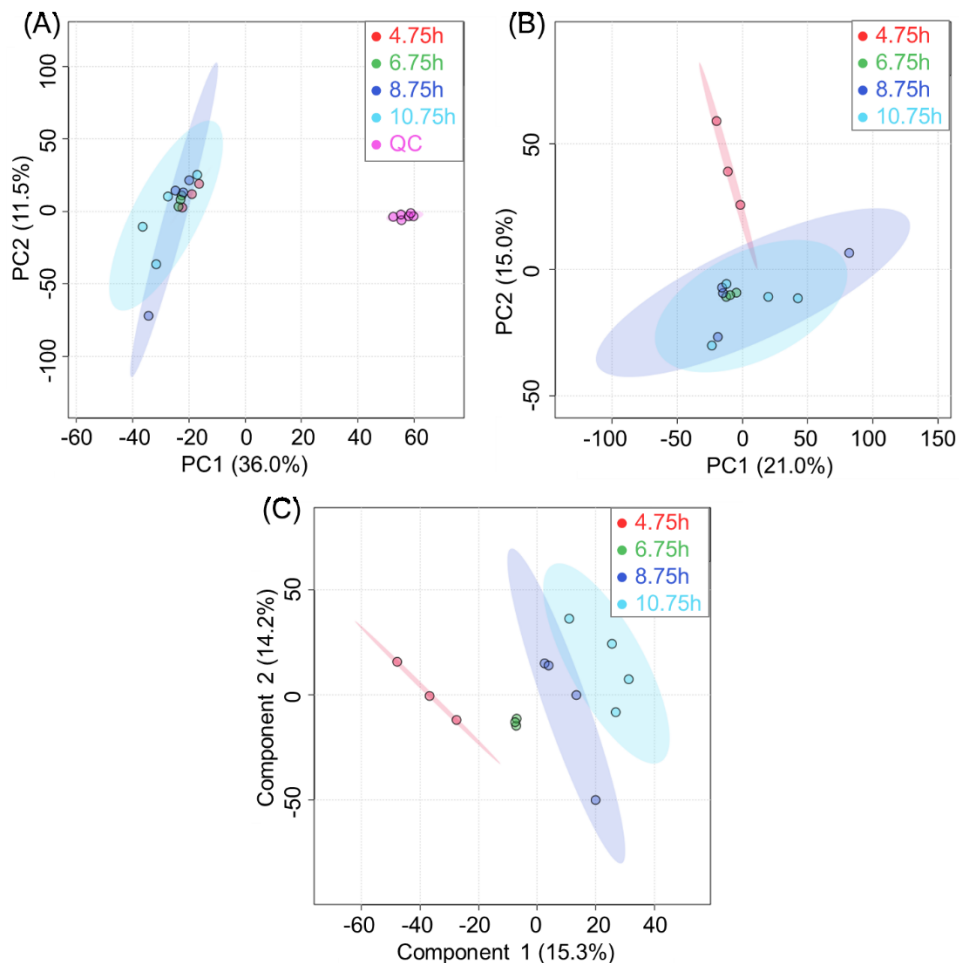 (A)
4.75h
6.75h
8.75h
10.75h
QC
100
50
0
-50
-100
PC2 (11.5%)
-60 -40 -20 0 20 40 60
PC1 (36.0%)
(B)
4.75h
6.75h
8.75h
10.75h
50
0
-50
PC2 (15.0%)
-100 -50 0 50 100 150
PC1 (21.0%)
(C)
4.75h
6.75h
8.75h
10.75h
50
0
-50
Component 2 (14.2%)
-60 -40 -20 0 20 40
Component 1 (15.3%)